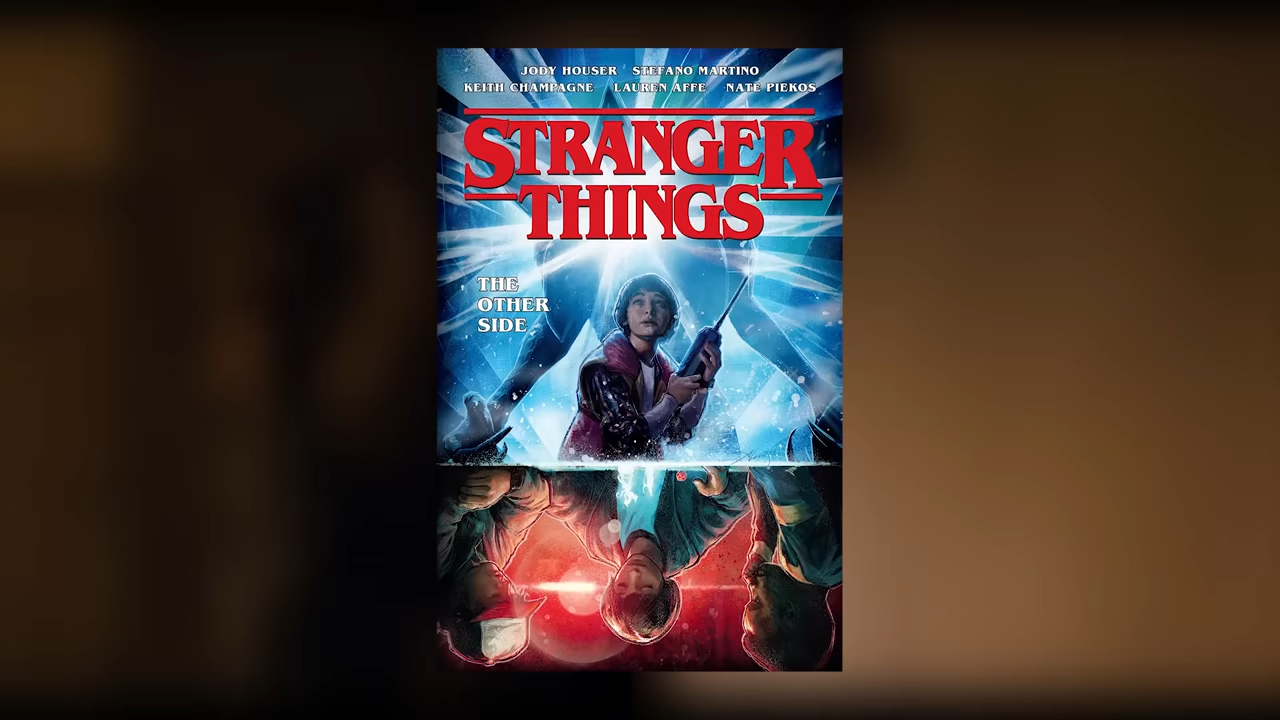 JODY HOUSER STEFANO MARTINO
KEITH CHAMPAGNE LAUREN AFFE NATE PIEKOS
STRANGER
THINGS
THE
OTHER
SIDE